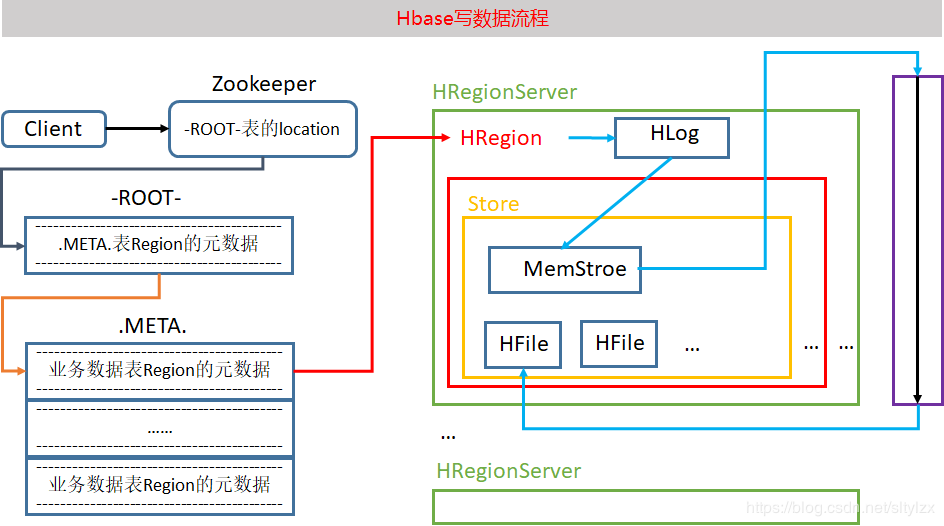 Hbase写数据流程
Zookeeper
Client
-ROOT-表的location
-ROOT-
.META.表Region的元数据
.META.
业务数据表Region的元数据
……
业务数据表Region的元数据
HRegionServer
HRegion
HLog
Store
MemStroe
HFile
HFile
...
...
...
...
HRegionServer
https://blog.csdn.net/sltylzx